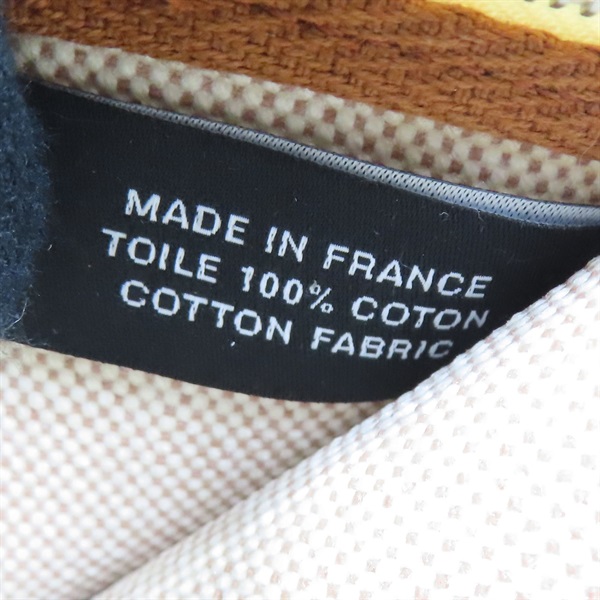 MADE IN FRANCE
TOILE 100% COTON
COTTON FABRIC